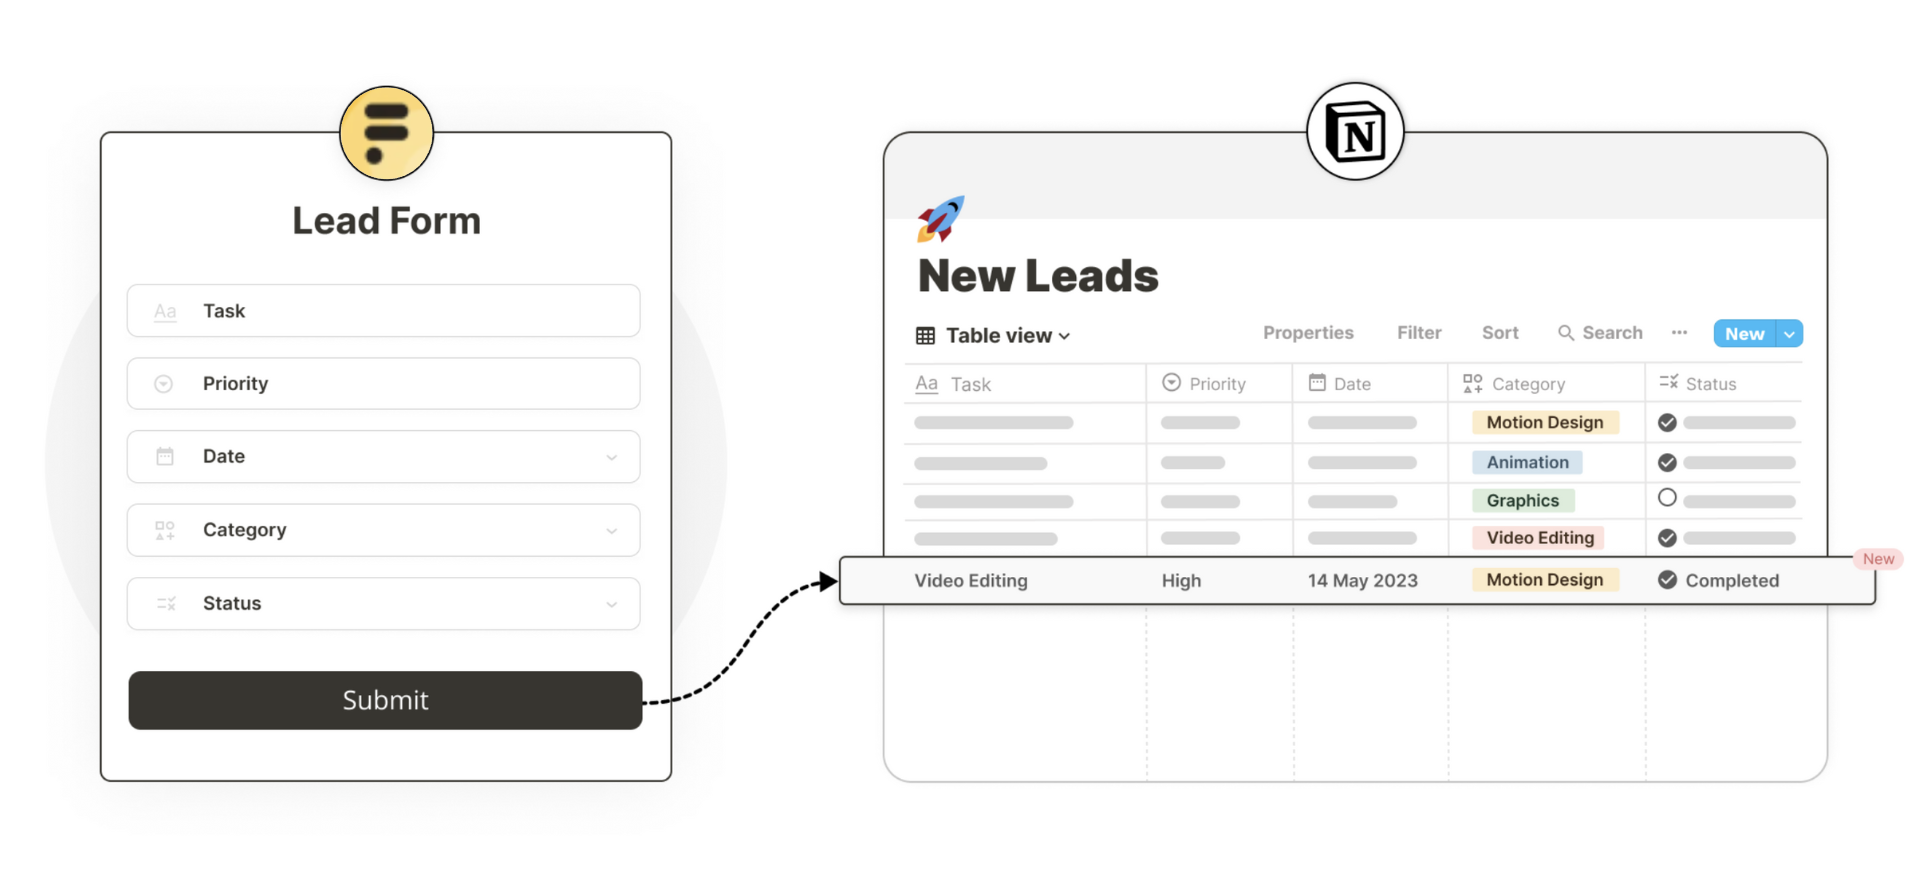 Lead Form
Aa Task
Priority
Date
Category
Status
Submit
N
New Leads
Table view Properties Filter Sort Search ··· New
Aa Task Priority Date Category Status
Motion Design
Animation
Graphics
Video Editing
New
Video Editing High 14 May 2023 Motion Design Completed